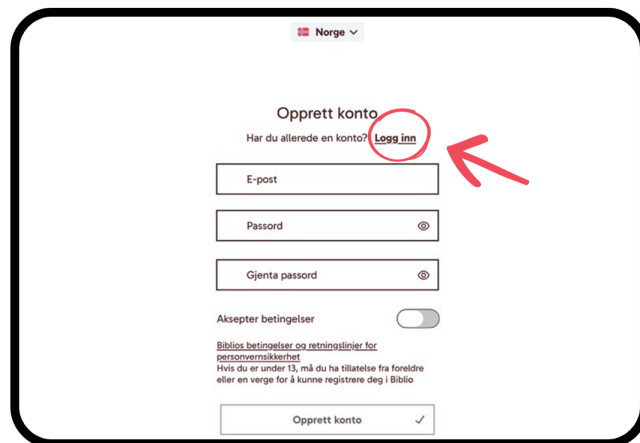 Norge
Opprett konto
Har du allerede en konto? Logg inn
E-post
Passord
Gjenta passord
Aksepter betingelser
Biblios betingelser og retningslinjer for
personvernsikkerhet
Hvis du er under 13, må du ha tillatelse fra foreldre
eller en verge for å kunne registrere deg i Biblio
Opprett konto